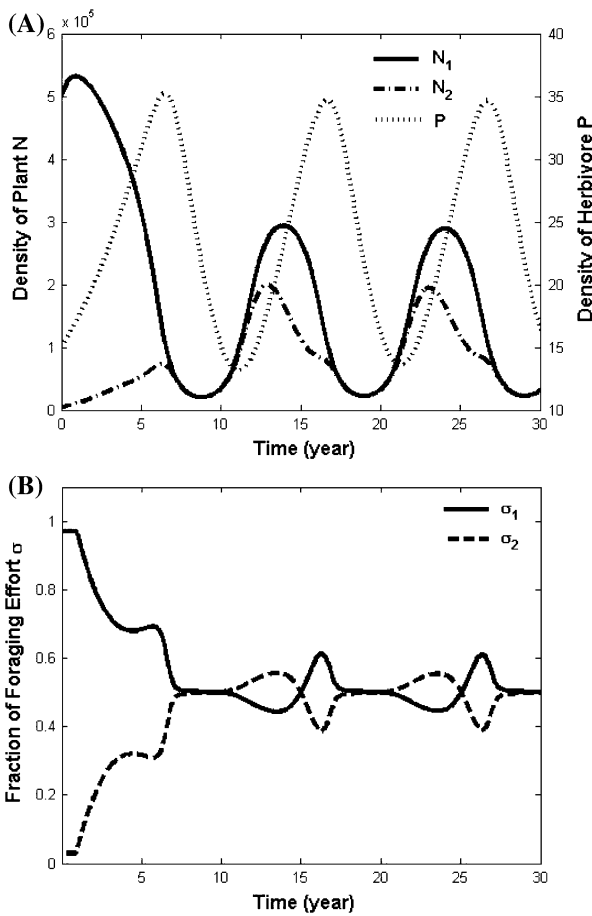 (A)
6 × 10⁵
40
N₁
N₂
P
5
35
4
30
3
25
2
20
1
15
0
10
Density of Plant N
Density of Herbivore P
0 5 10 15 20 25 30
Time (year)
(B)
σ₁
σ₂
1
0.8
0.6
0.4
0.2
0
Fraction of Foraging Effort σ
0 5 10 15 20 25 30
Time (year)